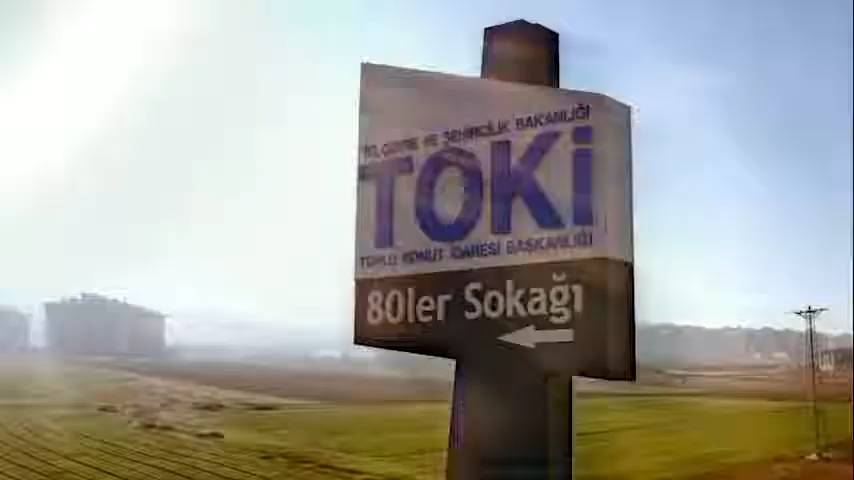 T.C. ÇEVRE VE ŞEHİRCİLİK BAKANLIĞI
TOKİ
TOPLU KONUT İDARESİ BAŞKANLIĞI
80ler Sokağı